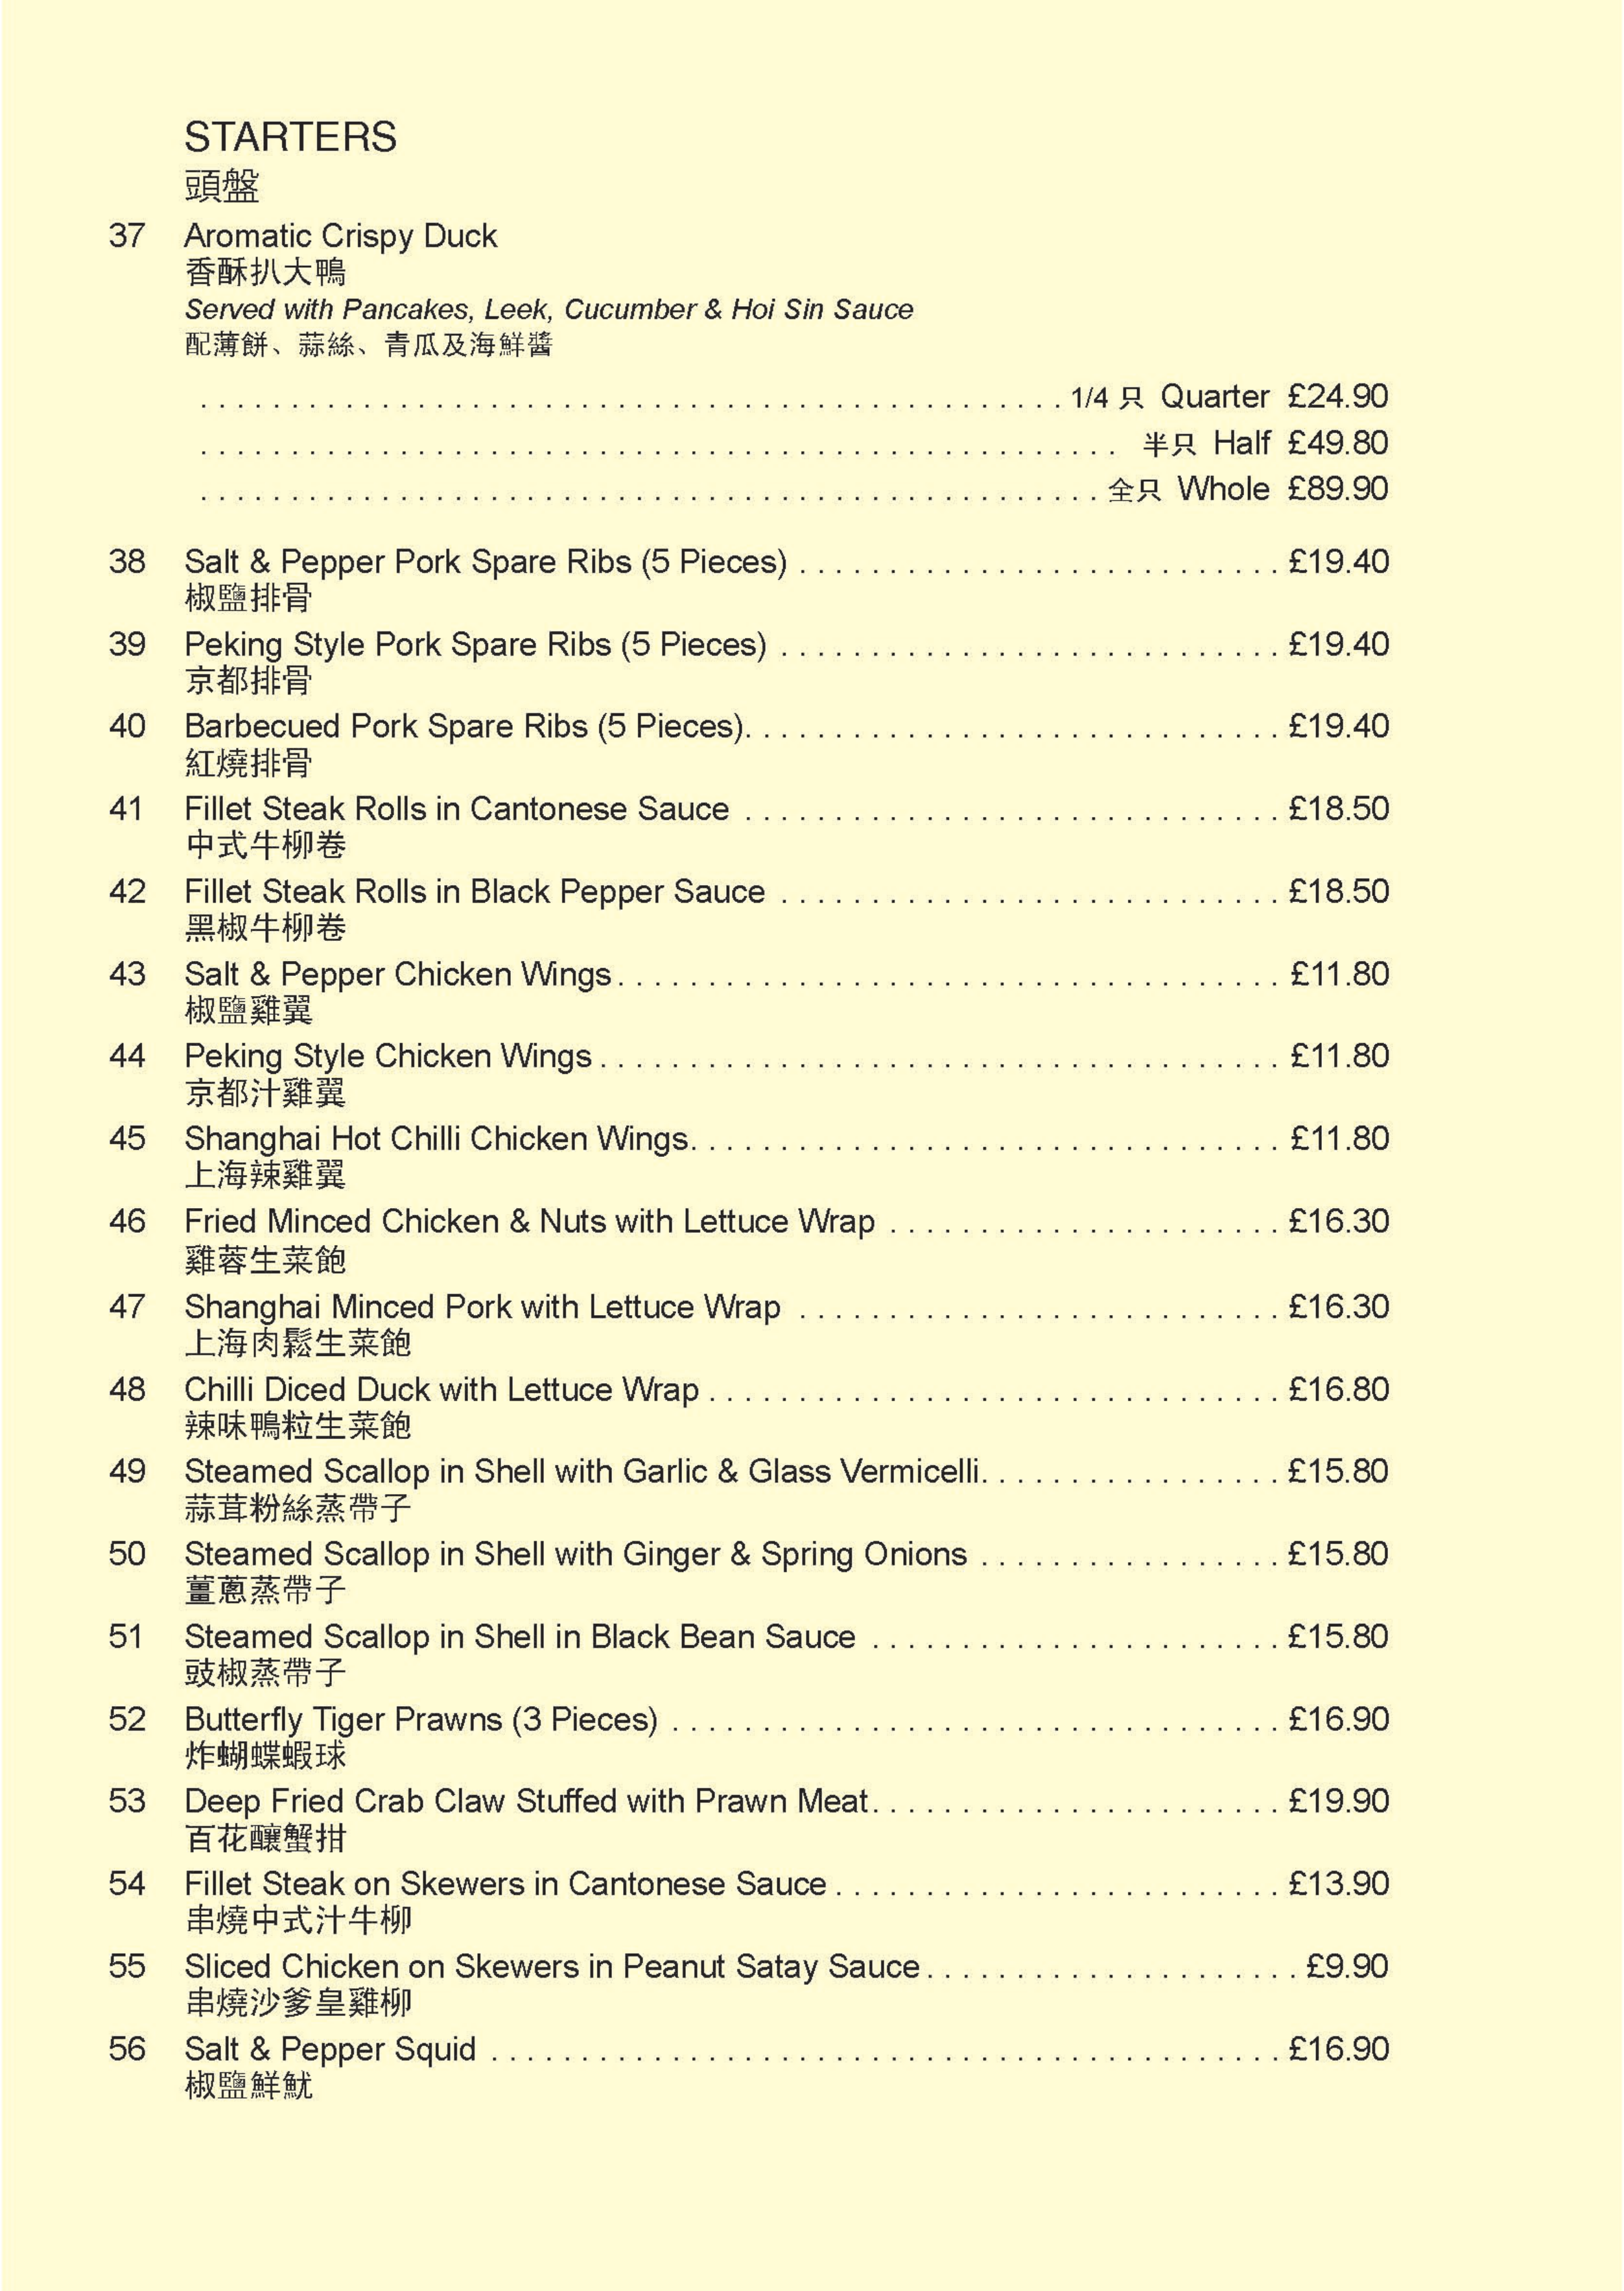 STARTERS
頭盤
37 Aromatic Crispy Duck
香酥扒大鴨
Served with Pancakes, Leek, Cucumber & Hoi Sin Sauce
配薄餅、蒜絲、青瓜及海鮮醬
1/4 只 Quarter £24.90
半只 Half £49.80
全只 Whole £89.90
38 Salt & Pepper Pork Spare Ribs (5 Pieces) £19.40
椒鹽排骨
39 Peking Style Pork Spare Ribs (5 Pieces) £19.40
京都排骨
40 Barbecued Pork Spare Ribs (5 Pieces) £19.40
紅燒排骨
41 Fillet Steak Rolls in Cantonese Sauce £18.50
中式牛柳卷
42 Fillet Steak Rolls in Black Pepper Sauce £18.50
黑椒牛柳卷
43 Salt & Pepper Chicken Wings £11.80
椒鹽雞翼
44 Peking Style Chicken Wings £11.80
京都汁雞翼
45 Shanghai Hot Chilli Chicken Wings £11.80
上海辣雞翼
46 Fried Minced Chicken & Nuts with Lettuce Wrap £16.30
雞蓉生菜飽
47 Shanghai Minced Pork with Lettuce Wrap £16.30
上海肉鬆生菜飽
48 Chilli Diced Duck with Lettuce Wrap £16.80
辣味鴨粒生菜飽
49 Steamed Scallop in Shell with Garlic & Glass Vermicelli £15.80
蒜茸粉絲蒸帶子
50 Steamed Scallop in Shell with Ginger & Spring Onions £15.80
薑蔥蒸帶子
51 Steamed Scallop in Shell in Black Bean Sauce £15.80
豉椒蒸帶子
52 Butterfly Tiger Prawns (3 Pieces) £16.90
炸蝴蝶蝦球
53 Deep Fried Crab Claw Stuffed with Prawn Meat £19.90
百花釀蟹拑
54 Fillet Steak on Skewers in Cantonese Sauce £13.90
串燒中式汁牛柳
55 Sliced Chicken on Skewers in Peanut Satay Sauce £9.90
串燒沙爹皇雞柳
56 Salt & Pepper Squid £16.90
椒鹽鮮魷